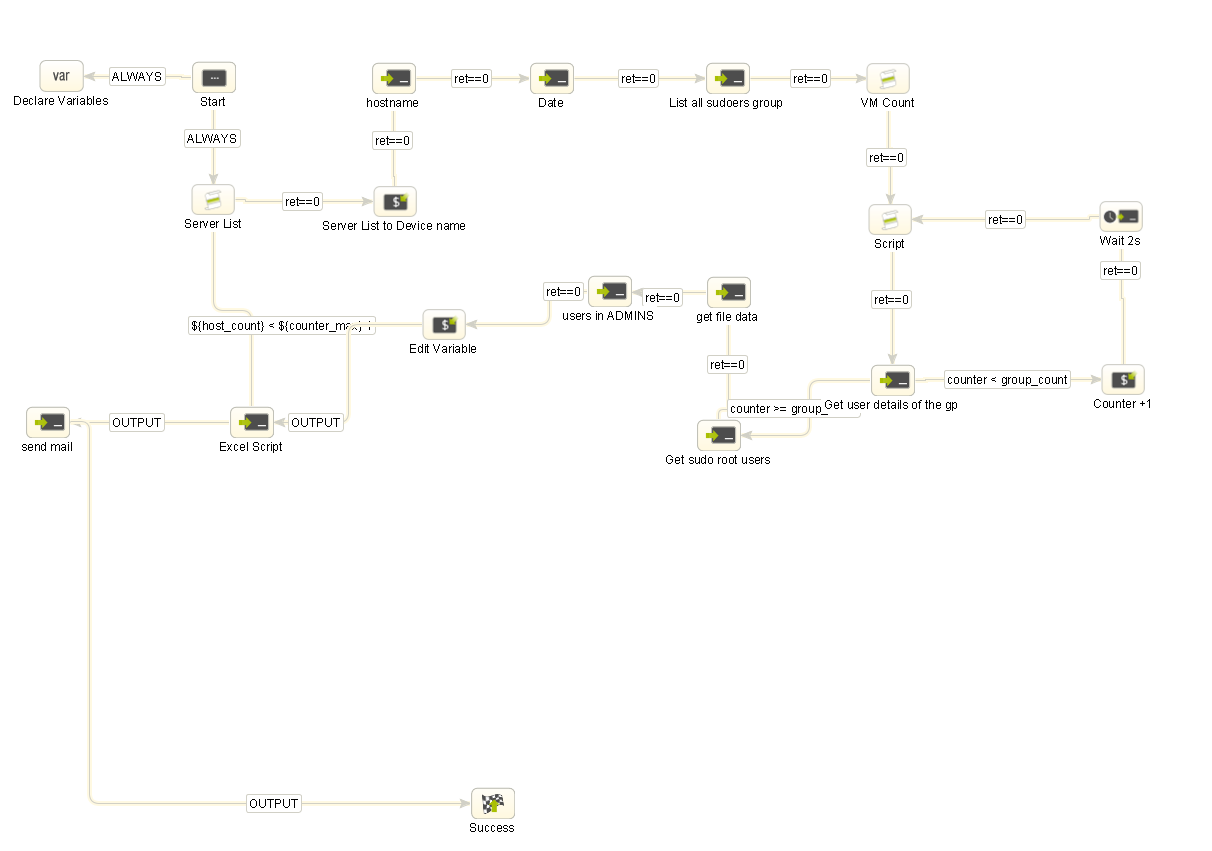 var
ALWAYS
Declare Variables
Start
ALWAYS
Server List
ret==0
Server List to Device name
ret==0
hostname
ret==0
Date
ret==0
List all sudoers group
ret==0
VM Count
ret==0
Script
ret==0
Wait 2s
ret==0
ret==0
Get user details of the gp
counter < group_count
Counter +1
counter >= group_
Get sudo root users
ret==0
get file data
ret==0
users in ADMINS
ret==0
Edit Variable
${host_count} < ${counter_max}
OUTPUT
Excel Script
OUTPUT
send mail
OUTPUT
Success